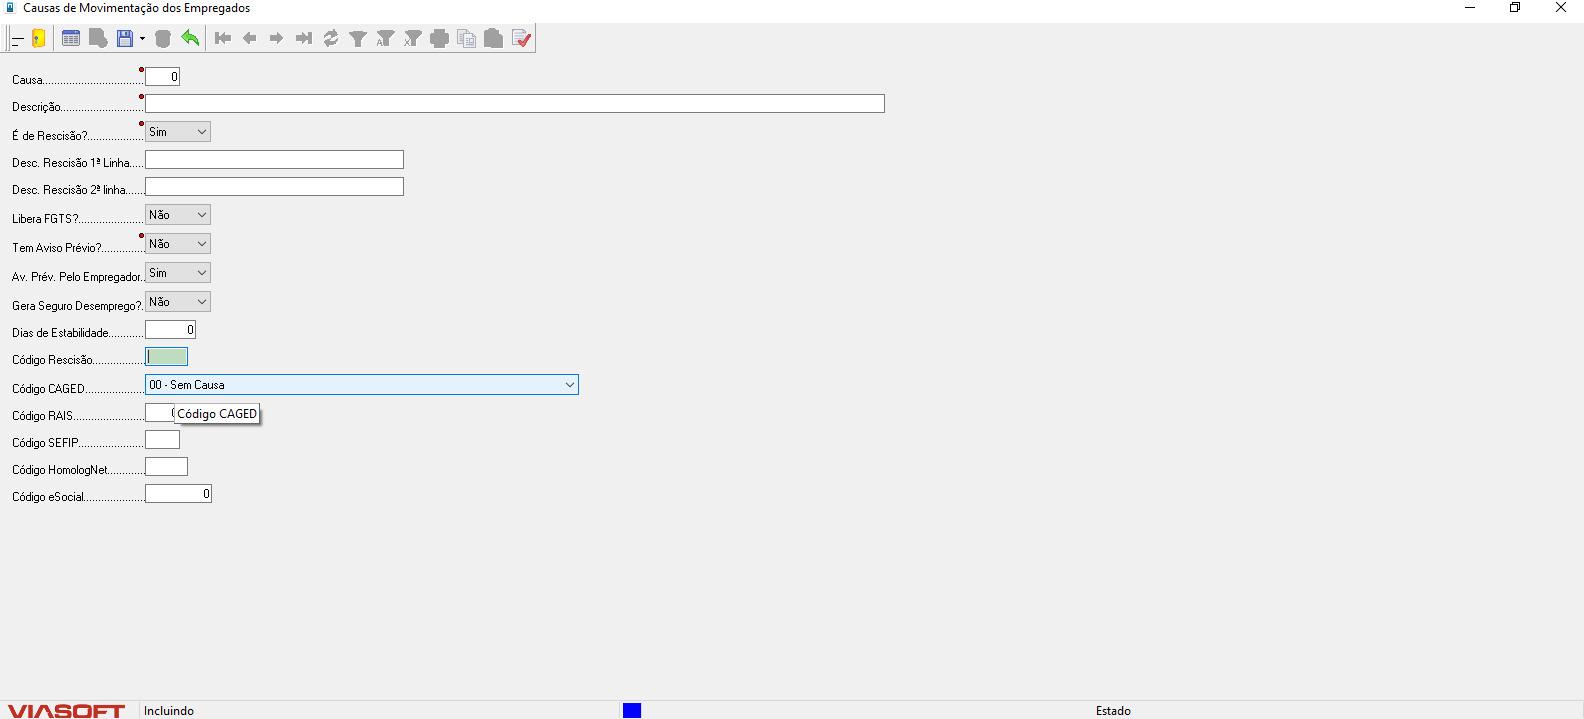 Causas de Movimentação dos Empregados
Causa 0
Descrição
É de Rescisão? Sim
Desc. Rescisão 1ª Linha
Desc. Rescisão 2ª linha
Libera FGTS? Não
Tem Aviso Prévio? Não
Av. Prév. Pelo Empregador Sim
Gera Seguro Desemprego? Não
Dias de Estabilidade 0
Código Rescisão
Código CAGED 00 - Sem Causa
Código RAIS Código CAGED
Código SEFIP
Código HomologNet
Código eSocial 0
VIASOFT Incluindo Estado